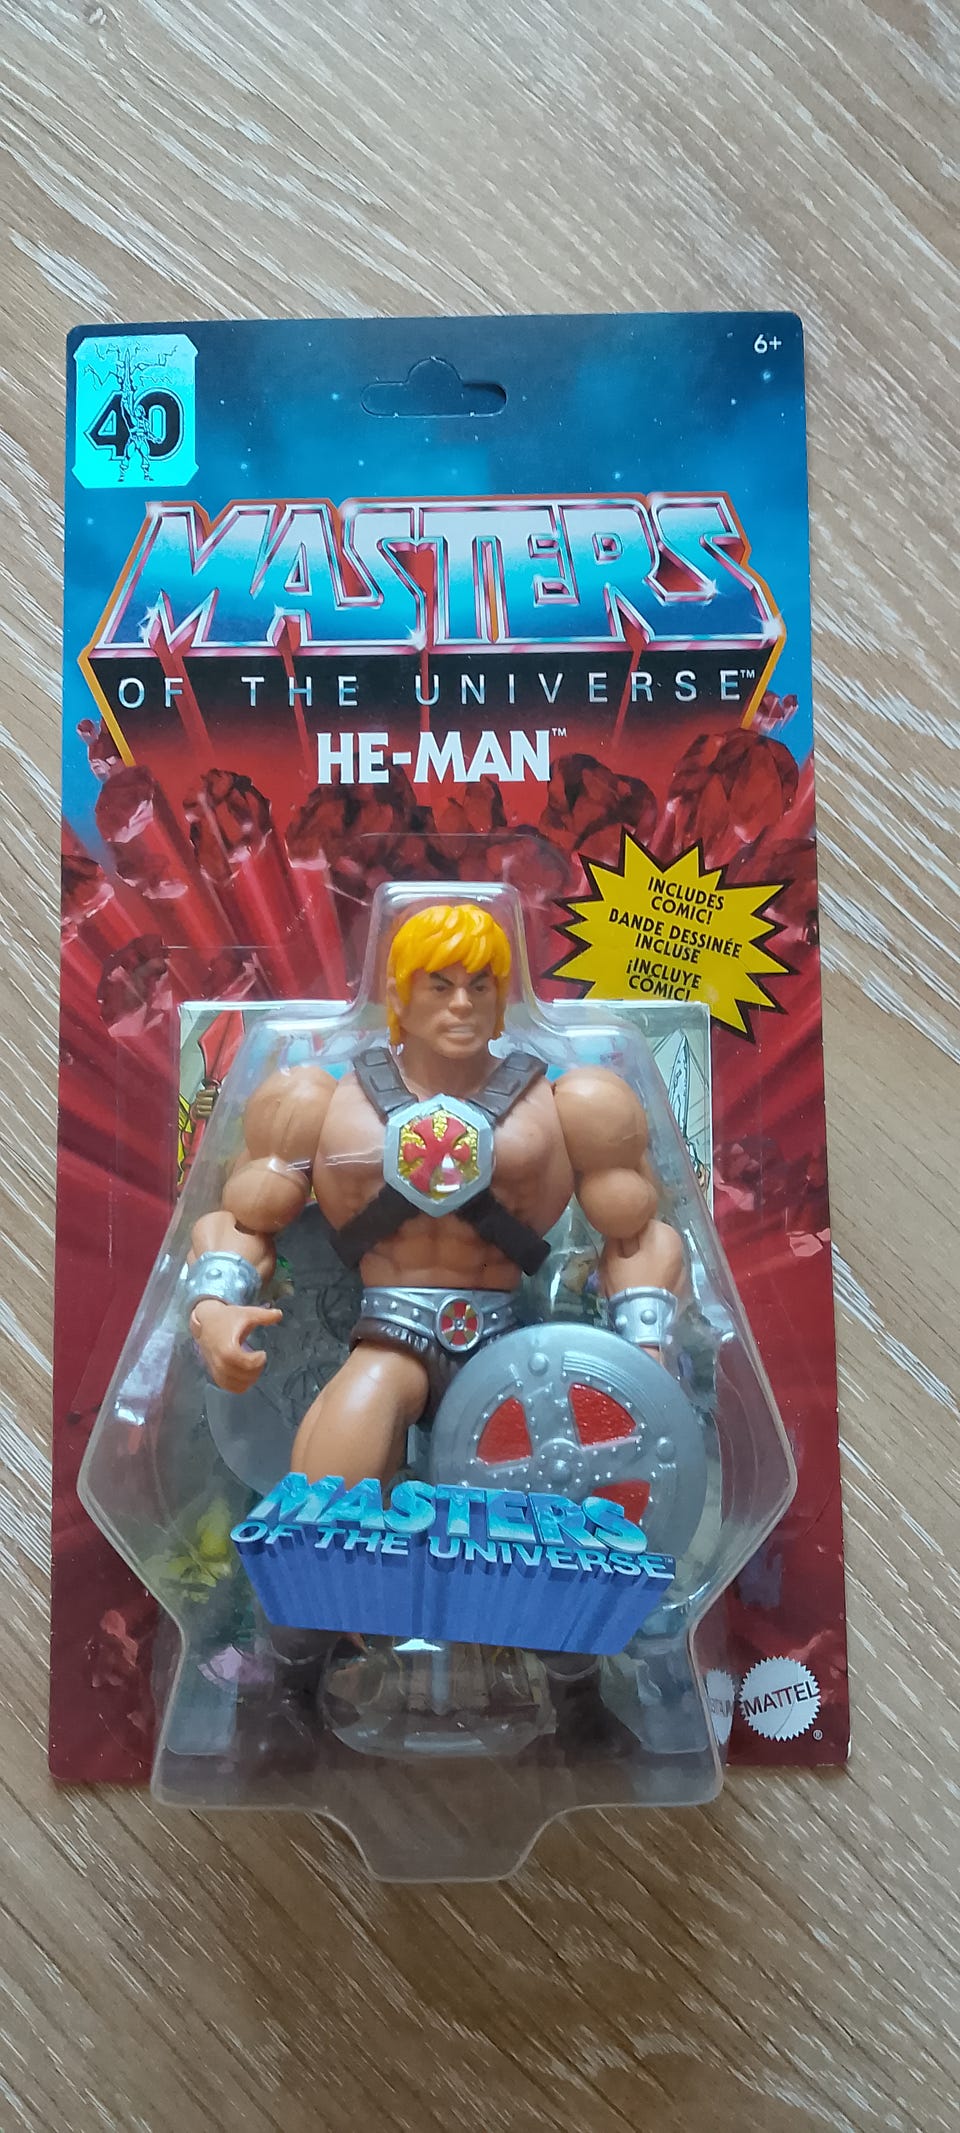 6+
40
MASTERS
OF THE UNIVERSE™
HE-MAN™
INCLUDES
COMIC!
BANDE DESSINÉE
INCLUSE
¡INCLUYE
CÓMIC!
MASTERS
OF THE UNIVERSE™
MATTEL
®